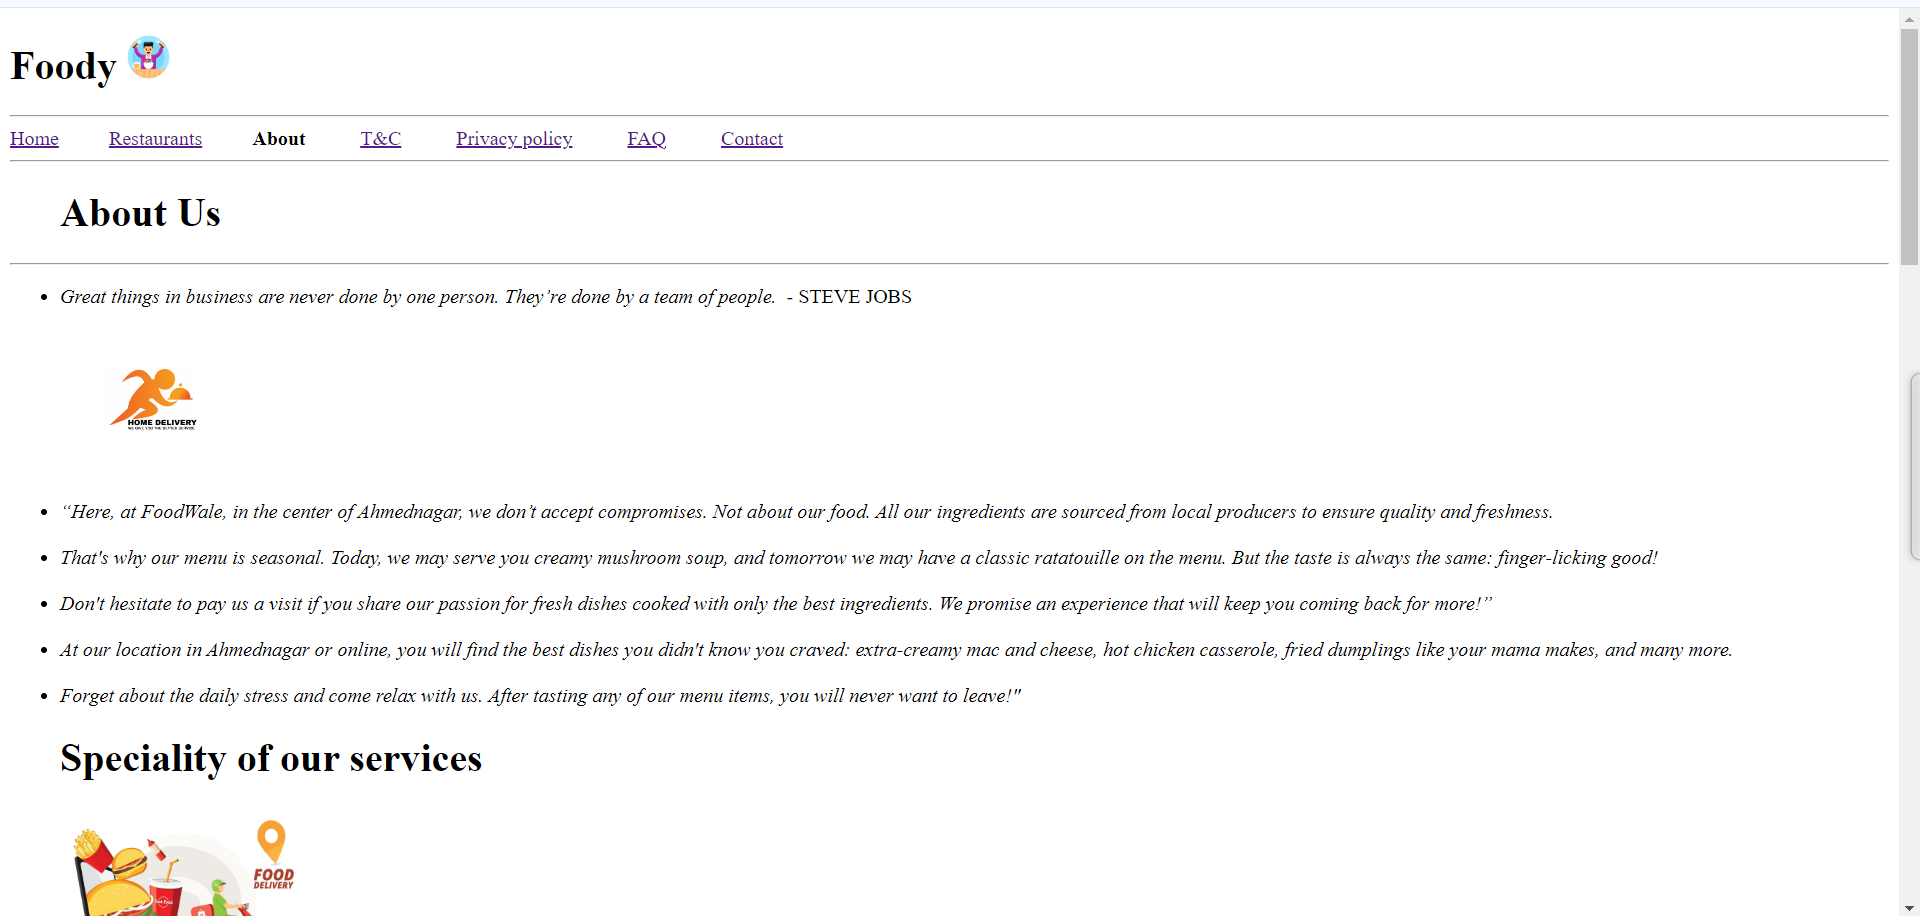 Foody
Home Restaurants About T&C Privacy policy FAQ Contact
About Us
• Great things in business are never done by one person. They’re done by a team of people.  - STEVE JOBS
HOME DELIVERY
WE GIVE YOU THE BETTER SERVICE
• “Here, at FoodWale, in the center of Ahmednagar, we don’t accept compromises. Not about our food. All our ingredients are sourced from local producers to ensure quality and freshness.
• That's why our menu is seasonal. Today, we may serve you creamy mushroom soup, and tomorrow we may have a classic ratatouille on the menu. But the taste is always the same: finger-licking good!
• Don't hesitate to pay us a visit if you share our passion for fresh dishes cooked with only the best ingredients. We promise an experience that will keep you coming back for more!”
• At our location in Ahmednagar or online, you will find the best dishes you didn't know you craved: extra-creamy mac and cheese, hot chicken casserole, fried dumplings like your mama makes, and many more.
• Forget about the daily stress and come relax with us. After tasting any of our menu items, you will never want to leave!"
Speciality of our services
FOOD
DELIVERY